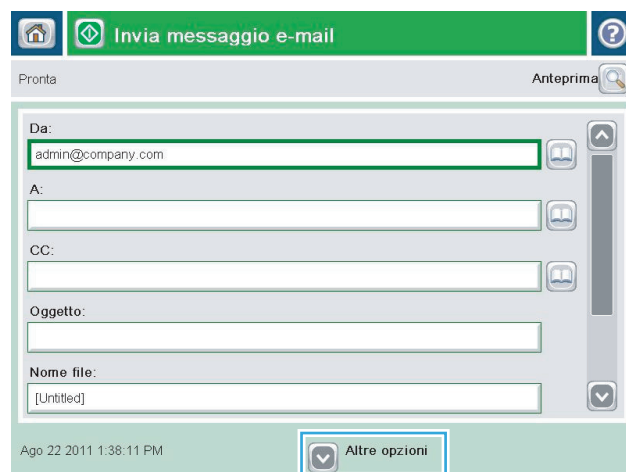 Invia messaggio e-mail
?
Pronta
Anteprima
Da:
admin@company.com
A:
CC:
Oggetto:
Nome file:
[Untitled]
Ago 22 2011 1:38:11 PM
Altre opzioni